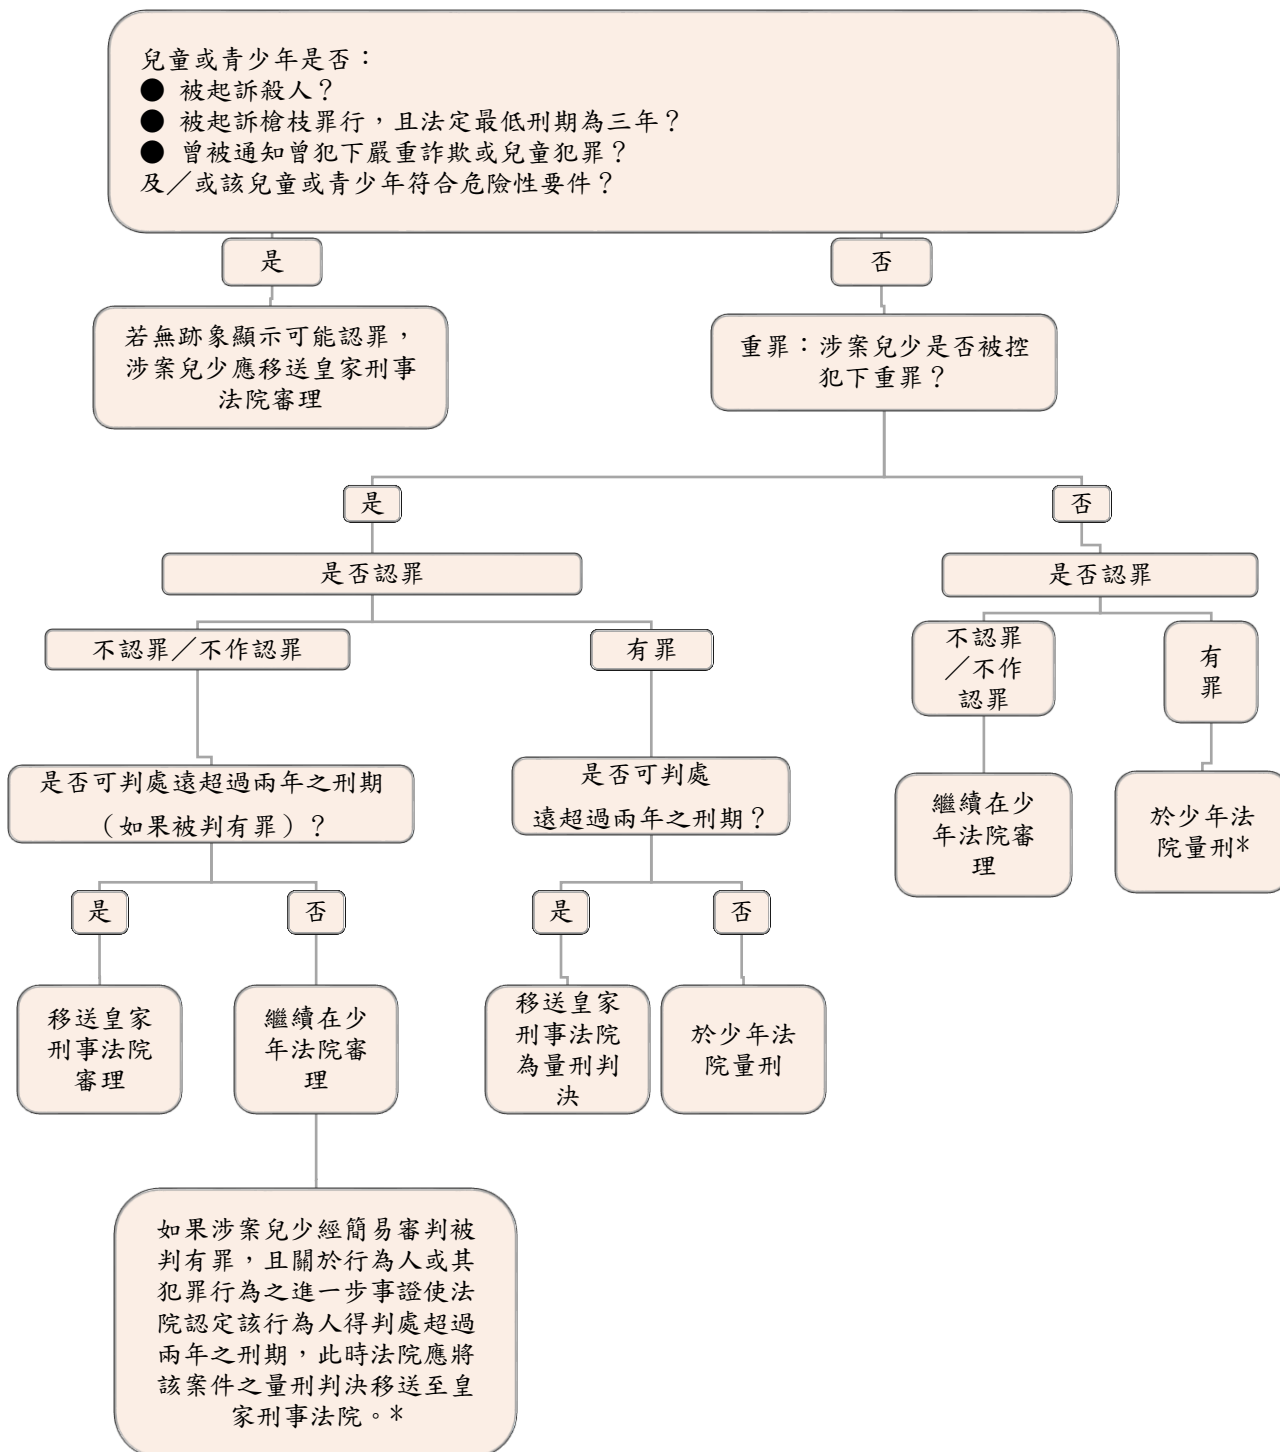 兒童或青少年是否：
● 被起訴殺人？
● 被起訴槍枝罪行，且法定最低刑期為三年？
● 曾被通知曾犯下嚴重詐欺或兒童犯罪？
及／或該兒童或青少年符合危險性要件？
是
否
若無跡象顯示可能認罪，
涉案兒少應移送皇家刑事
法院審理
重罪：涉案兒少是否被控
犯下重罪？
是
否
是否認罪
是否認罪
不認罪／不作認罪
有罪
不認罪
／不作
認罪
有
罪
是否可判處遠超過兩年之刑期
（如果被判有罪）？
是否可判處
遠超過兩年之刑期？
繼續在少
年法院審
理
於少年法
院量刑*
是
否
是
否
移送皇家
刑事法院
審理
繼續在少
年法院審
理
移送皇家
刑事法院
為量刑判
決
於少年法
院量刑
如果涉案兒少經簡易審判被
判有罪，且關於行為人或其
犯罪行為之進一步事證使法
院認定該行為人得判處超過
兩年之刑期，此時法院應將
該案件之量刑判決移送至皇
家刑事法院。*